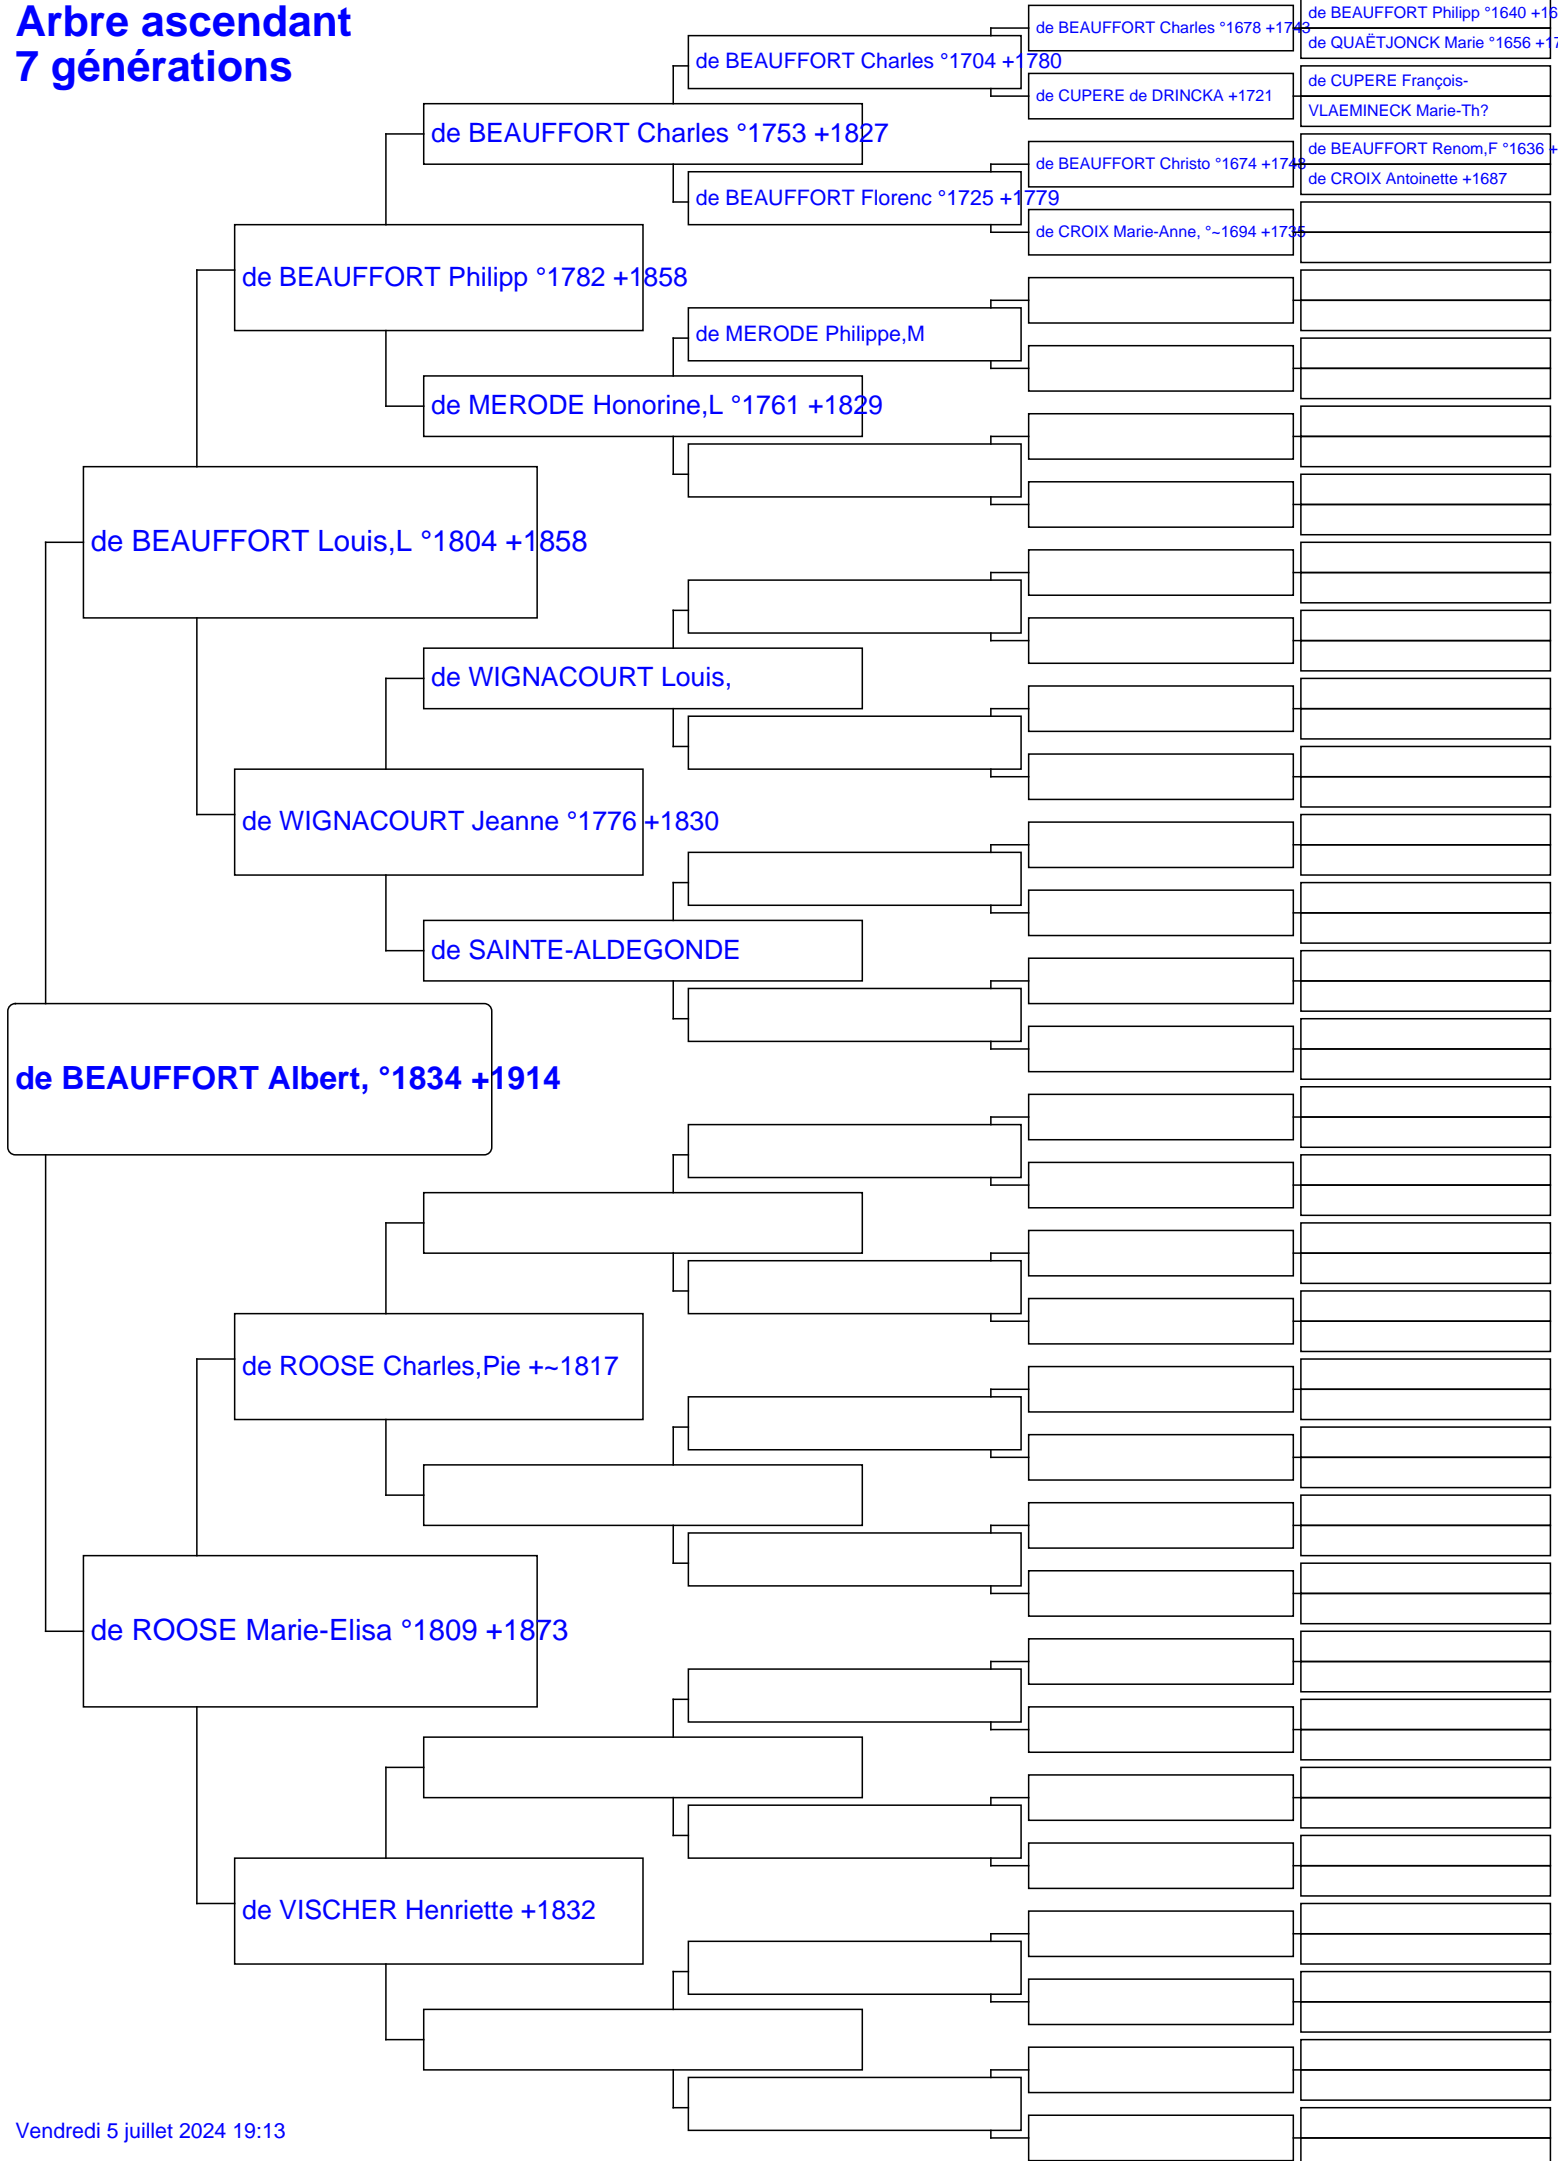 Arbre ascendant
7 générations
de BEAUFFORT Philipp °1640 +16
de BEAUFFORT Charles °1678 +1743
de QUAËTJONCK Marie °1656 +17
de BEAUFFORT Charles °1704 +1780
de CUPERE François-
de CUPERE de DRINCKA +1721
VLAEMINECK Marie-Th?
de BEAUFFORT Charles °1753 +1827
de BEAUFFORT Renom,F °1636 +
de BEAUFFORT Christo °1674 +1748
de CROIX Antoinette +1687
de BEAUFFORT Florenc °1725 +1779
de CROIX Marie-Anne, °~1694 +1735
de BEAUFFORT Philipp °1782 +1858
de MERODE Philippe,M
de MERODE Honorine,L °1761 +1829
de BEAUFFORT Louis,L °1804 +1858
de WIGNACOURT Louis,
de WIGNACOURT Jeanne °1776 +1830
de SAINTE-ALDEGONDE
de BEAUFFORT Albert, °1834 +1914
de ROOSE Charles,Pie +~1817
de ROOSE Marie-Elisa °1809 +1873
de VISCHER Henriette +1832
Vendredi 5 juillet 2024 19:13